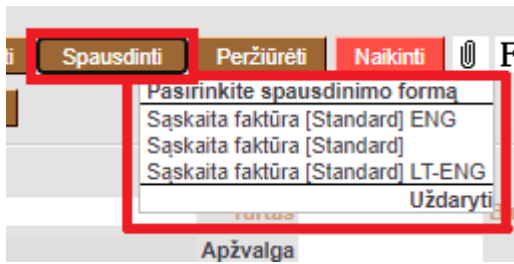 Spausdinti Peržiūrėti Naikinti
Pasirinkite spausdinimo formą
Sąskaita faktūra [Standard] ENG
Sąskaita faktūra [Standard]
Sąskaita faktūra [Standard] LT-ENG
Uždaryti
Apžvalga